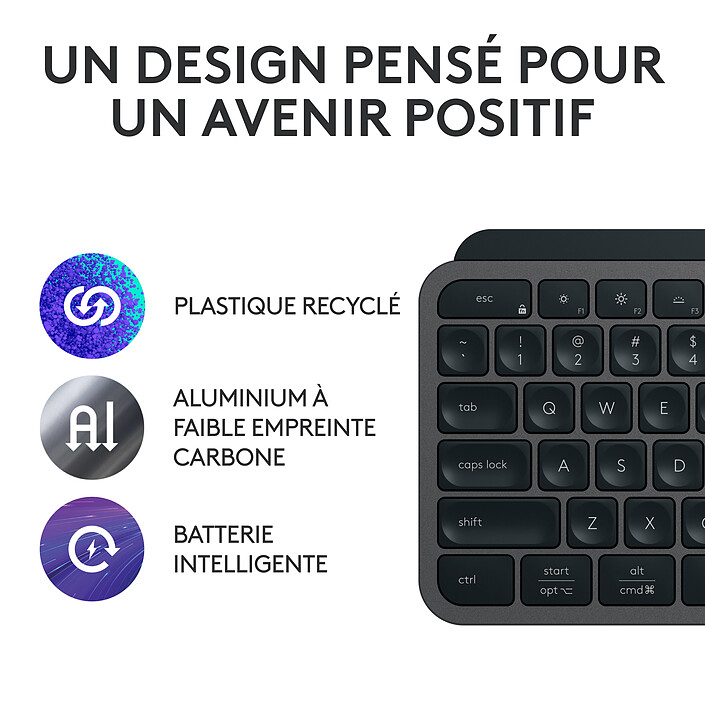 UN DESIGN PENSÉ POUR
UN AVENIR POSITIF
PLASTIQUE RECYCLÉ
Al
ALUMINIUM À
FAIBLE EMPREINTE
CARBONE
BATTERIE
INTELLIGENTE
esc Fn F1 F2 F3
~ ! @ # $
` 1 2 3 4
tab Q W E
caps lock A S D
shift Z X
ctrl start alt
opt ⌥ cmd ⌘